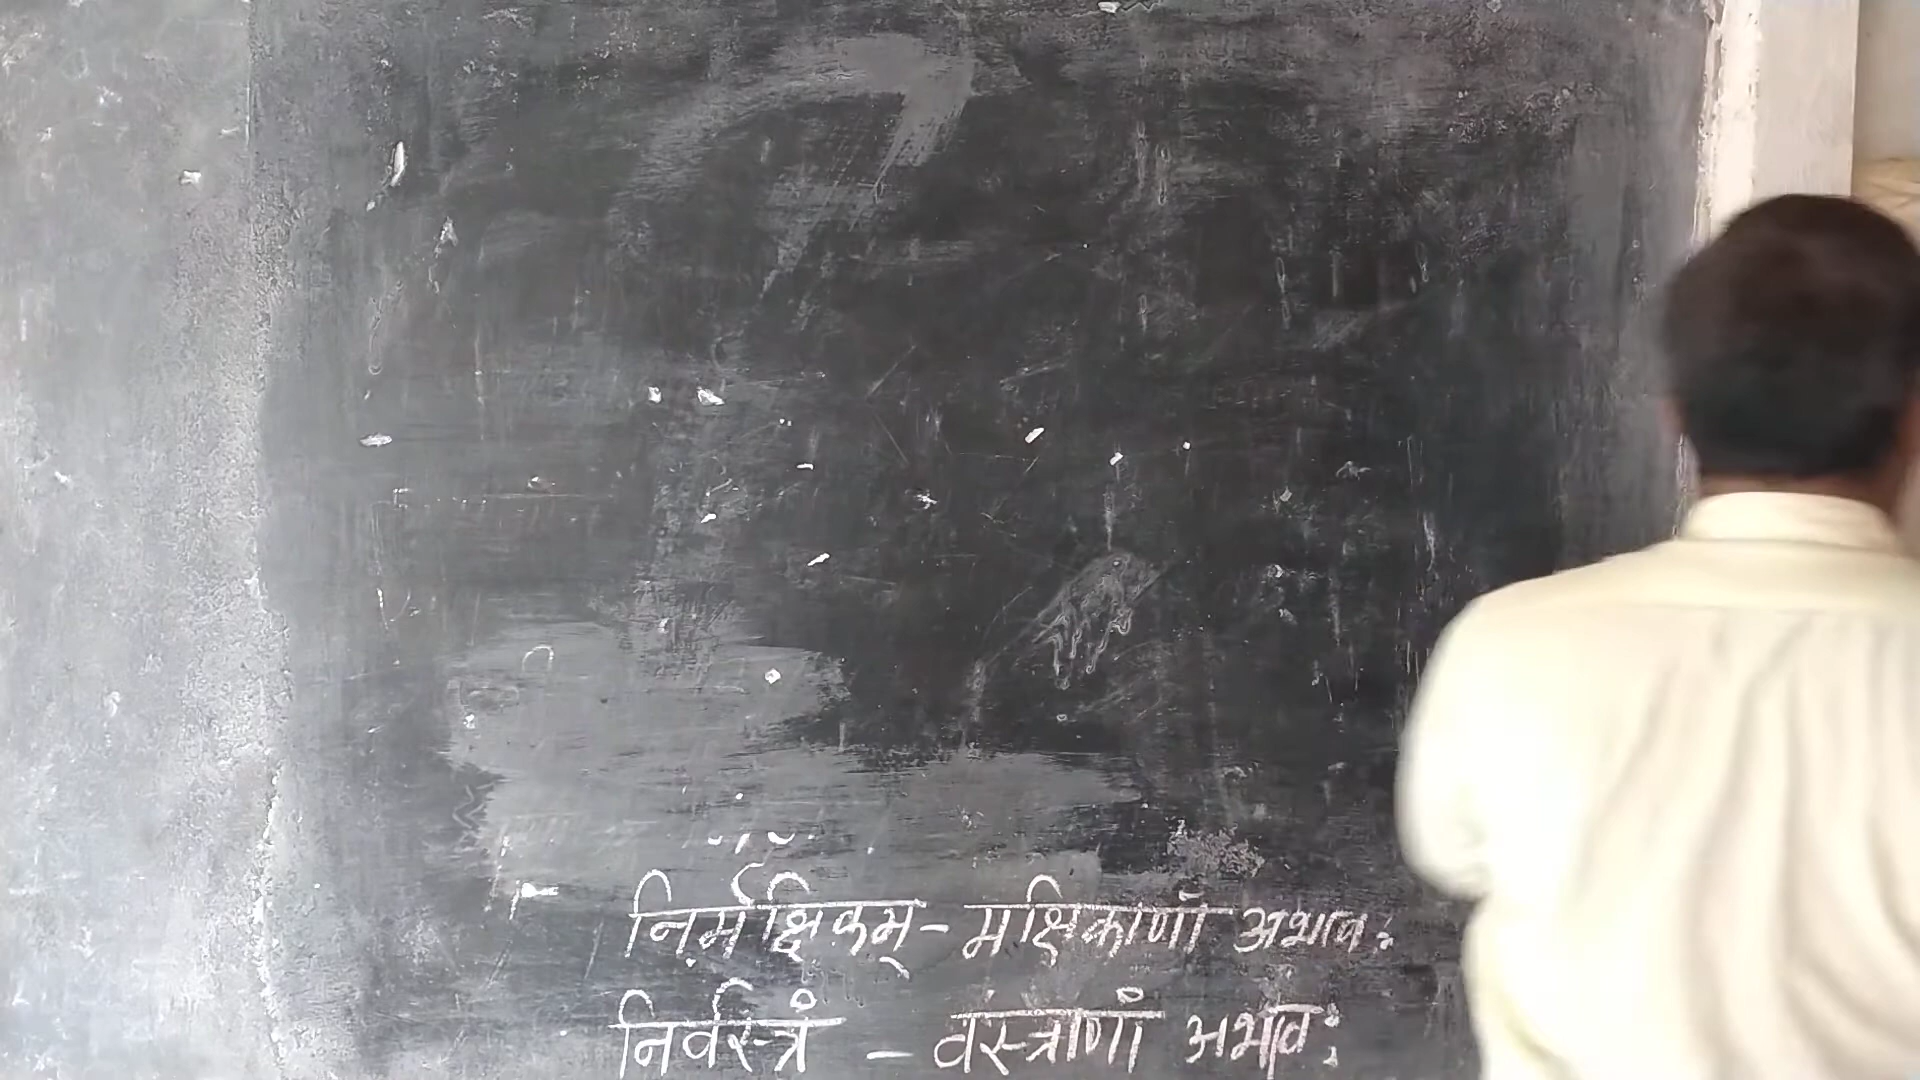 निर्मक्षिकम् - मक्षिकाणां अभावः
निर्वस्त्रं - वस्त्राणां अभावः